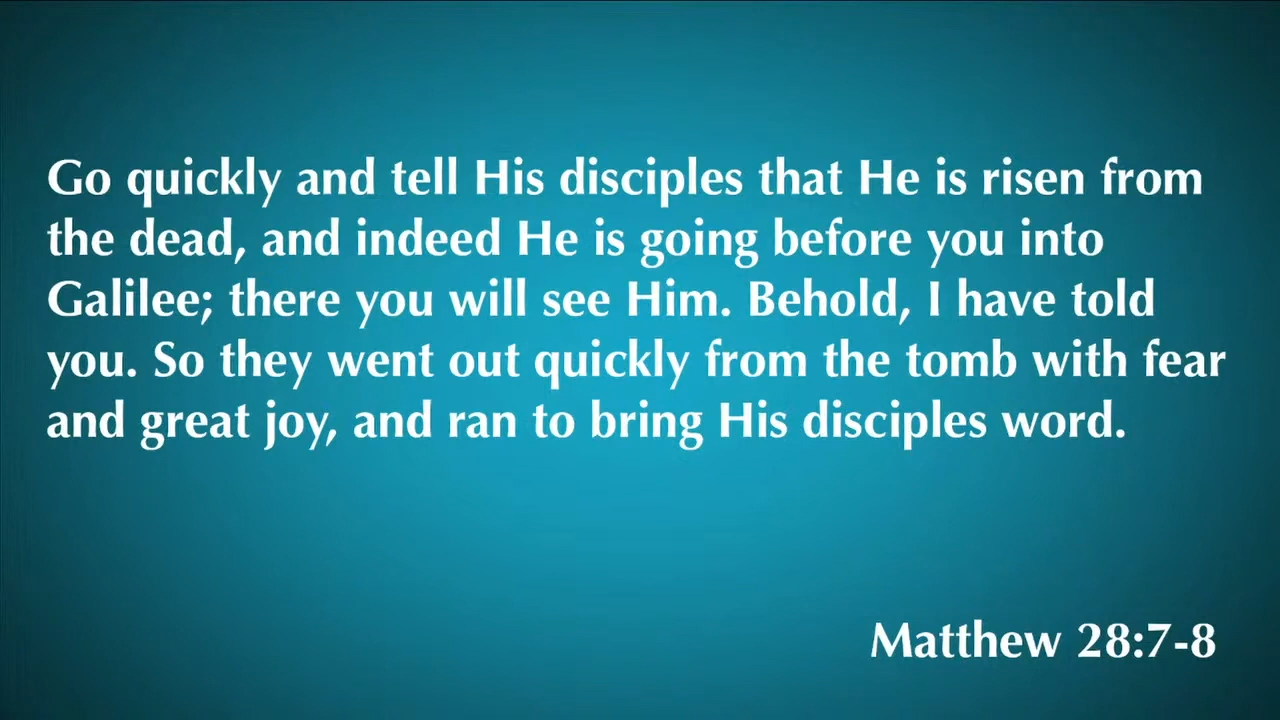 Go quickly and tell His disciples that He is risen from
the dead, and indeed He is going before you into
Galilee; there you will see Him. Behold, I have told
you. So they went out quickly from the tomb with fear
and great joy, and ran to bring His disciples word.
Matthew 28:7-8